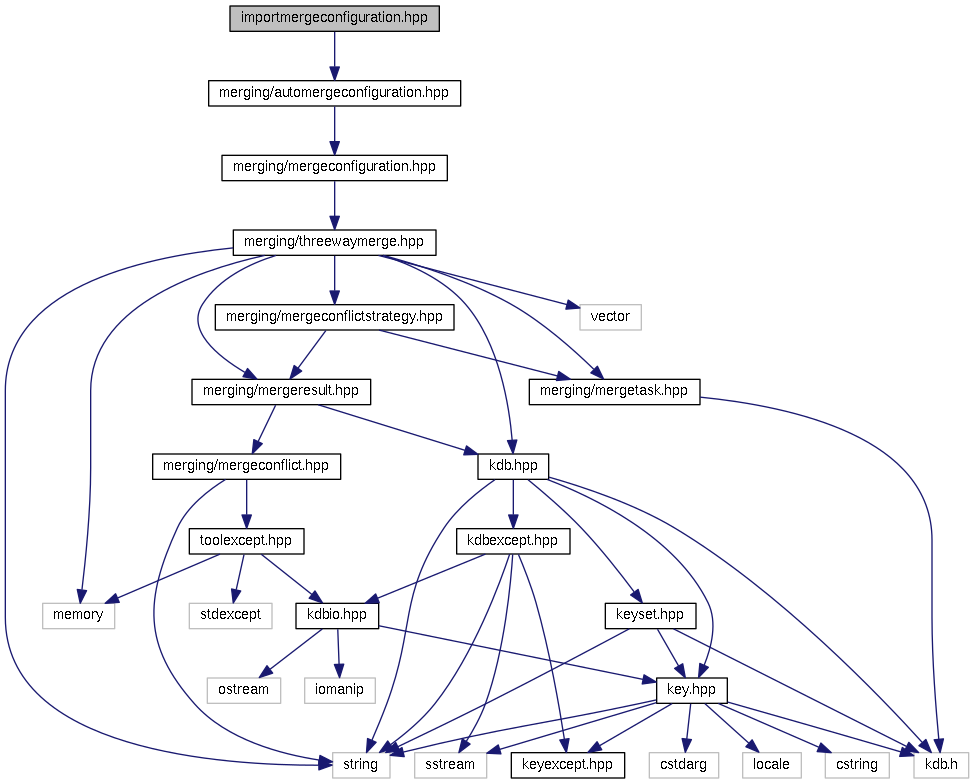 importmergeconfiguration.hpp
merging/automergeconfiguration.hpp
merging/mergeconfiguration.hpp
merging/threewaymerge.hpp
merging/mergeconflictstrategy.hpp
vector
merging/mergeresult.hpp
merging/mergetask.hpp
merging/mergeconflict.hpp
kdb.hpp
toolexcept.hpp
kdbexcept.hpp
memory
stdexcept
kdbio.hpp
keyset.hpp
ostream
iomanip
key.hpp
string
sstream
keyexcept.hpp
cstdarg
locale
cstring
kdb.h